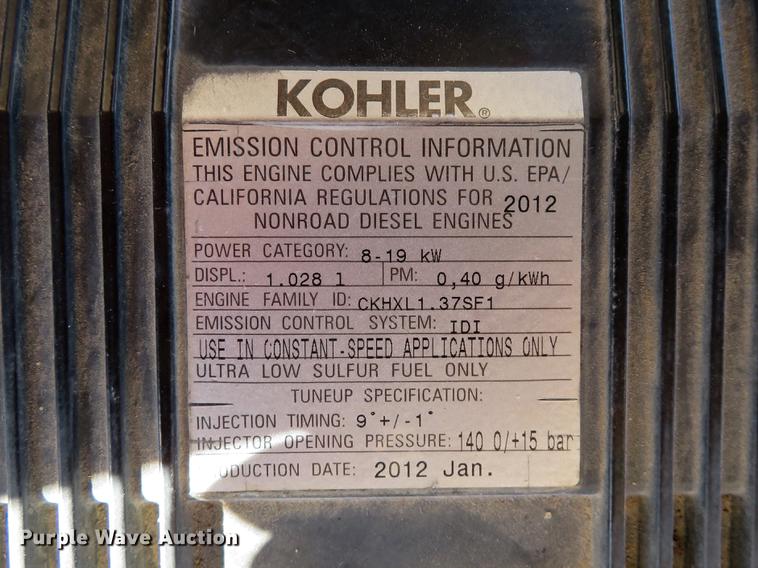 KOHLER®
EMISSION CONTROL INFORMATION
THIS ENGINE COMPLIES WITH U.S. EPA/
CALIFORNIA REGULATIONS FOR 2012
NONROAD DIESEL ENGINES
POWER CATEGORY: 8-19 kW
DISPL.: 1.028 l PM: 0,40 g/kWh
ENGINE FAMILY ID: CKHXL1.37SF1
EMISSION CONTROL SYSTEM: IDI
USE IN CONSTANT-SPEED APPLICATIONS ONLY
ULTRA LOW SULFUR FUEL ONLY
TUNEUP SPECIFICATION:
INJECTION TIMING: 9°+/-1°
INJECTOR OPENING PRESSURE: 140 0/+15 bar
ODUCTION DATE: 2012 Jan.
Purple Wave Auction